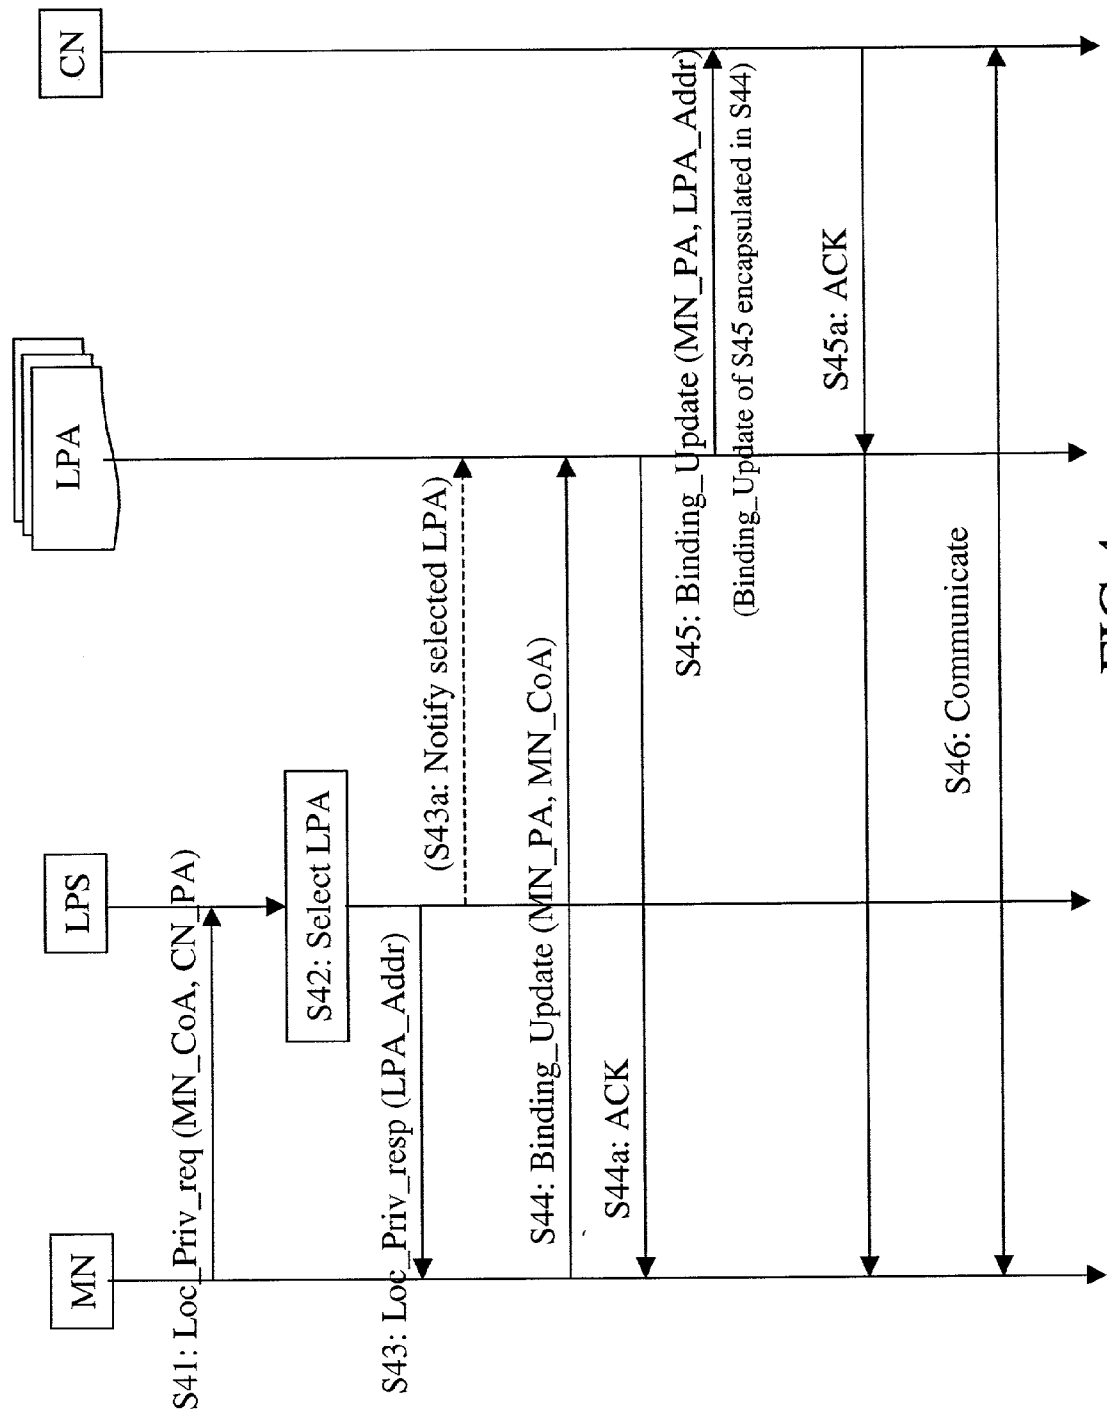 MN
LPS
LPA
CN
S41: Loc_Priv_req (MN_CoA, CN_PA)
S42: Select LPA
S43: Loc_Priv_resp (LPA_Addr)
(S43a: Notify selected LPA)
S44: Binding_Update (MN_PA, MN_CoA)
S44a: ACK
S45: Binding_Update (MN_PA, LPA_Addr)
(Binding_Update of S45 encapsulated in S44)
S45a: ACK
S46: Communicate